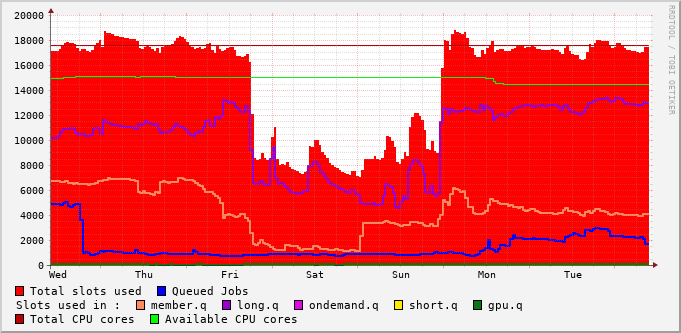 20000
18000
16000
14000
12000
10000
8000
6000
4000
2000
0
Wed Thu Fri Sat Sun Mon Tue
RRDTOOL / TOBI OETIKER
Total slots used Queued Jobs
Slots used in : member.q long.q ondemand.q short.q gpu.q
Total CPU cores Available CPU cores